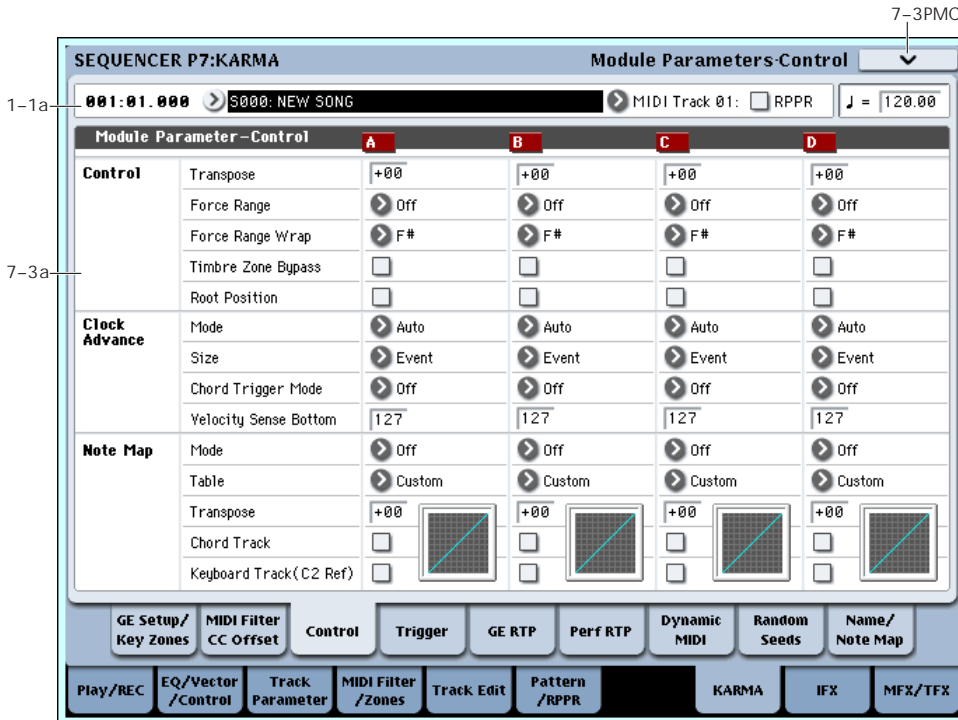 7–3PMC
SEQUENCER P7:KARMA Module Parameters-Control
1–1a
001:01.000 S000: NEW SONG MIDI Track 01: RPPR ♩ = 120.00
Module Parameter–Control A B C D
Control Transpose +00 +00 +00 +00
Force Range Off Off Off Off
Force Range Wrap F# F# F# F#
7–3a
Timbre Zone Bypass
Root Position
Clock Advance Mode Auto Auto Auto Auto
Size Event Event Event Event
Chord Trigger Mode Off Off Off Off
Velocity Sense Bottom 127 127 127 127
Note Map Mode Off Off Off Off
Table Custom Custom Custom Custom
Transpose +00 +00 +00 +00
Chord Track
Keyboard Track(C2 Ref)
GE Setup/ Key Zones MIDI Filter CC Offset Control Trigger GE RTP Perf RTP Dynamic MIDI Random Seeds Name/ Note Map
Play/REC EQ/Vector /Control Track Parameter MIDI Filter /Zones Track Edit Pattern /RPPR KARMA IFX MFX/TFX